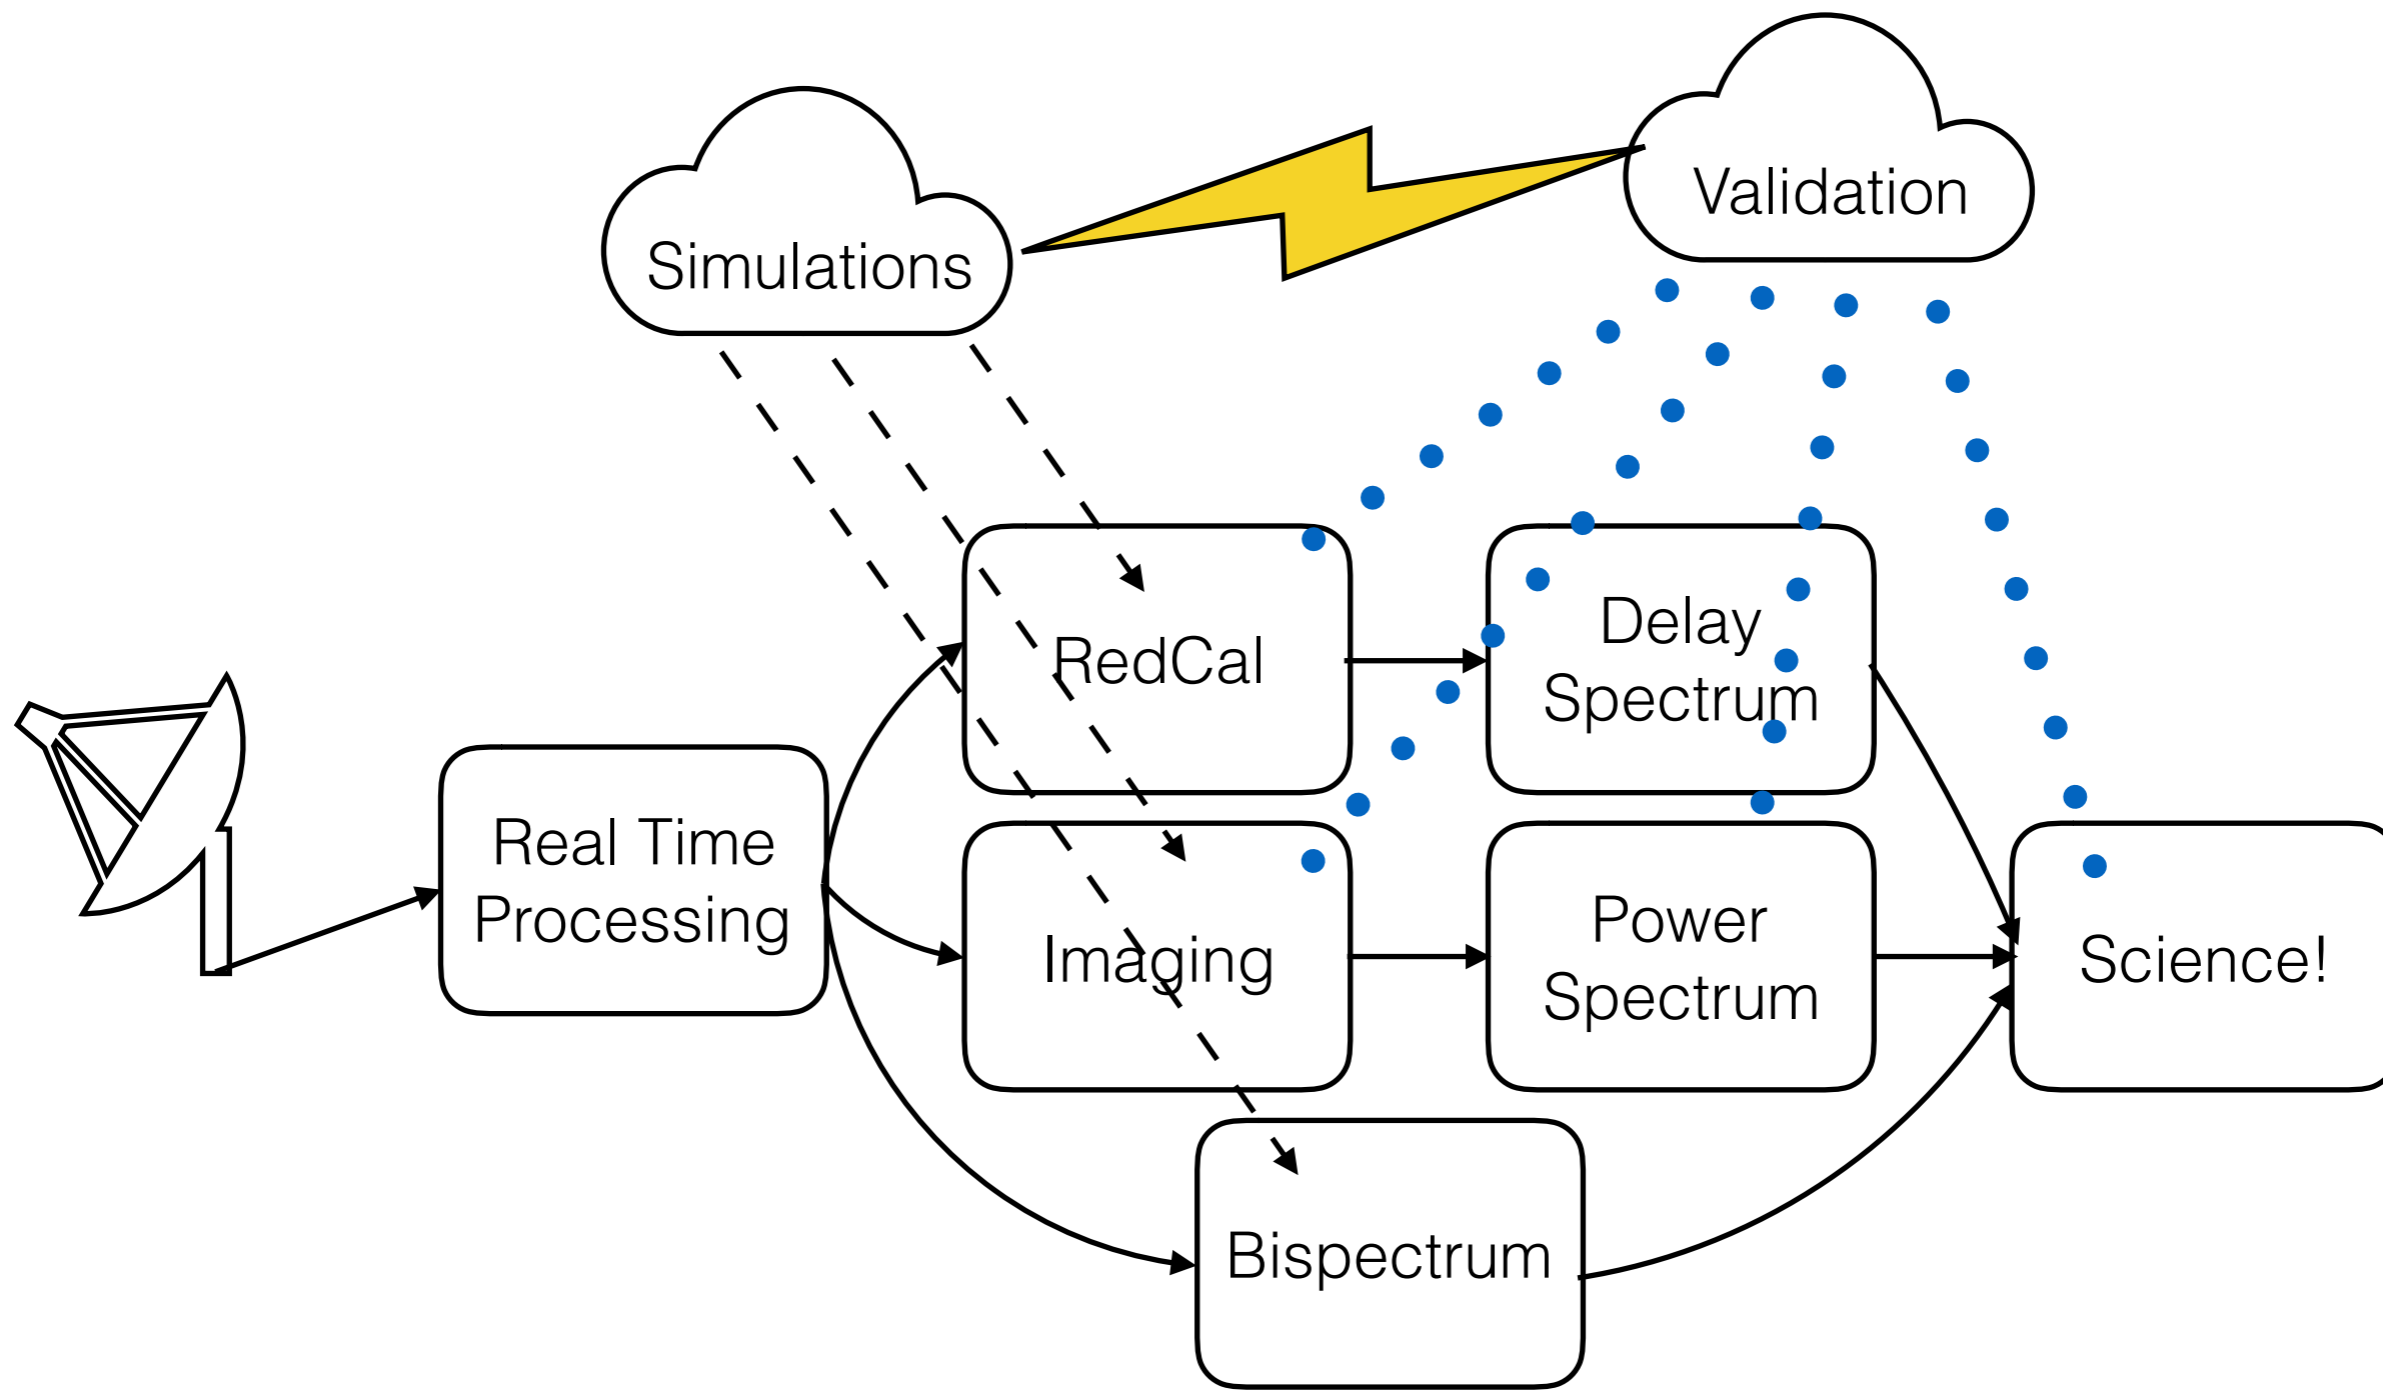 Simulations
Validation
RedCal
Delay
Spectrum
Real Time
Processing
Imaging
Power
Spectrum
Science!
Bispectrum